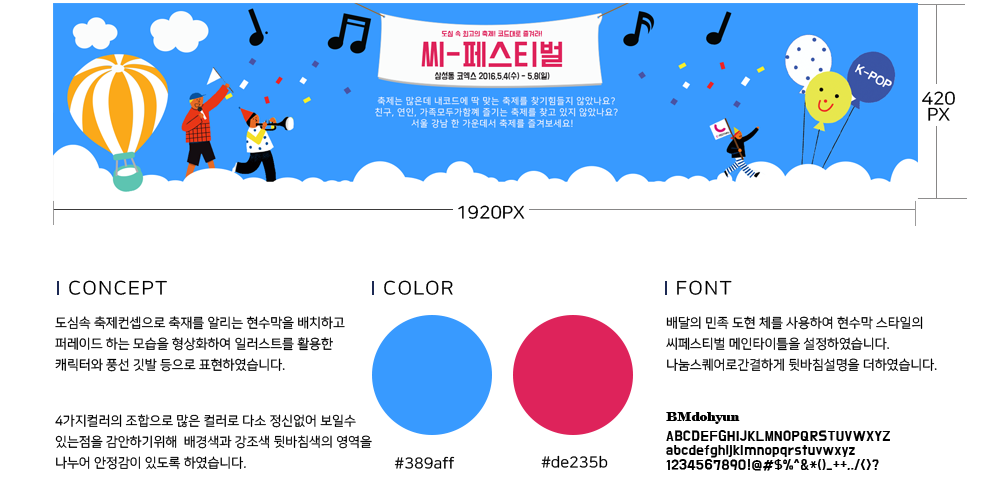 도심 속 최고의 축제! 코드대로 즐겨라!
씨-페스티벌
삼성동 코엑스 2016.5.4(수) - 5.8(일)
축제는 많은데 내코드에 딱 맞는 축제를 찾기힘들지 않았나요?
친구, 연인, 가족모두가함께 즐기는 축제를 찾고 있지 않았나요?
서울 강남 한 가운데서 축제를 즐겨보세요!
K-POP
420
PX
1920PX
CONCEPT
도심속 축제컨셉으로 축재를 알리는 현수막을 배치하고
퍼레이드 하는 모습을 형상화하여 일러스트를 활용한
캐릭터와 풍선 깃발 등으로 표현하였습니다.
4가지컬러의 조합으로 많은 컬러로 다소 정신없어 보일수
있는점을 감안하기위해 배경색과 강조색 뒷바침색의 영역을
나누어 안정감이 있도록 하였습니다.
COLOR
#389aff
#de235b
FONT
배달의 민족 도현 체를 사용하여 현수막 스타일의
씨페스티벌 메인타이틀을 설정하였습니다.
나눔스퀘어로간결하게 뒷바침설명을 더하였습니다.
BMdohyun
ABCDEFGHIJKLMNOPQRSTUVWXYZ
abcdefghijklmnopqrstuvwxyz
1234567890!@#$%^&*()_++,./<>?